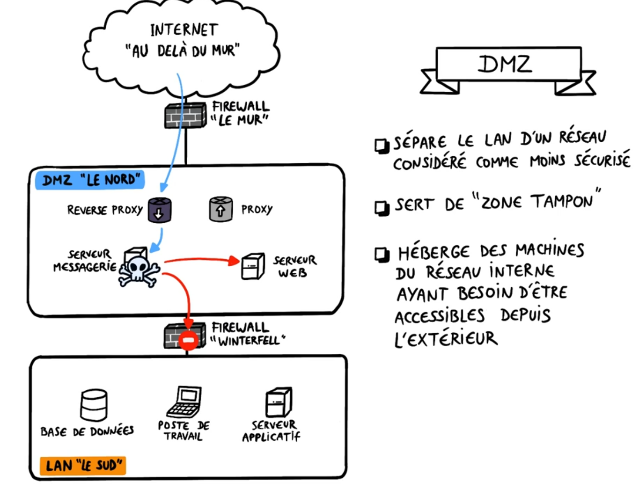 INTERNET
"AU DELÀ DU MUR"
FIREWALL
"LE MUR"
DMZ "LE NORD"
REVERSE PROXY
PROXY
SERVEUR
MESSAGERIE
SERVEUR
WEB
FIREWALL
"WINTERFELL"
BASE DE DONNÉES
POSTE DE
TRAVAIL
SERVEUR
APPLICATIF
LAN "LE SUD"
DMZ
SÉPARE LE LAN D'UN RÉSEAU
CONSIDÉRÉ COMME MOINS SÉCURISÉ
SERT DE "ZONE TAMPON"
HÉBERGE DES MACHINES
DU RÉSEAU INTERNE
AYANT BESOIN D'ÊTRE
ACCESSIBLES DEPUIS
L'EXTÉRIEUR